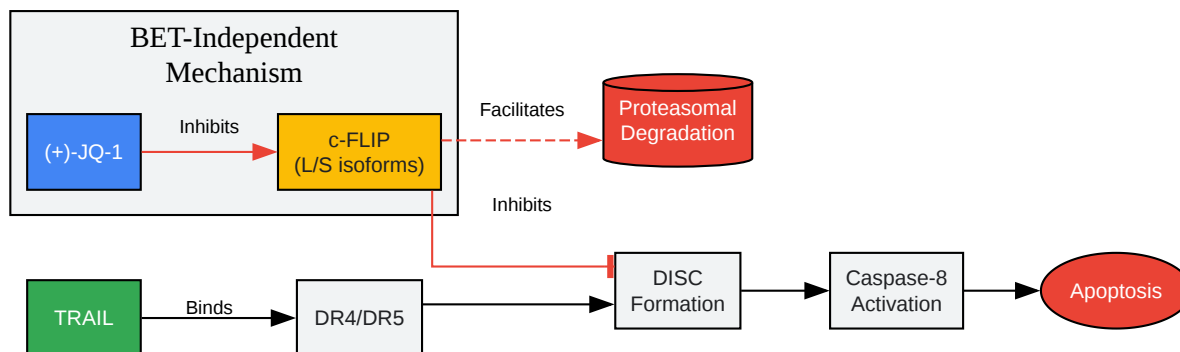 BET-Independent
Mechanism
(+)-JQ-1
Inhibits
c-FLIP
(L/S isoforms)
Facilitates
Proteasomal
Degradation
Inhibits
TRAIL
Binds
DR4/DR5
DISC
Formation
Caspase-8
Activation
Apoptosis